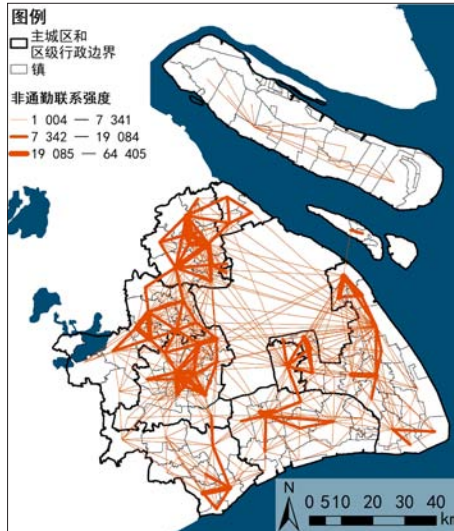 图例
主城区和
区级行政边界
镇
非通勤联系强度
1 004 — 7 341
7 342 — 19 084
19 085 — 64 405
N
0 5 10 20 30 40
km